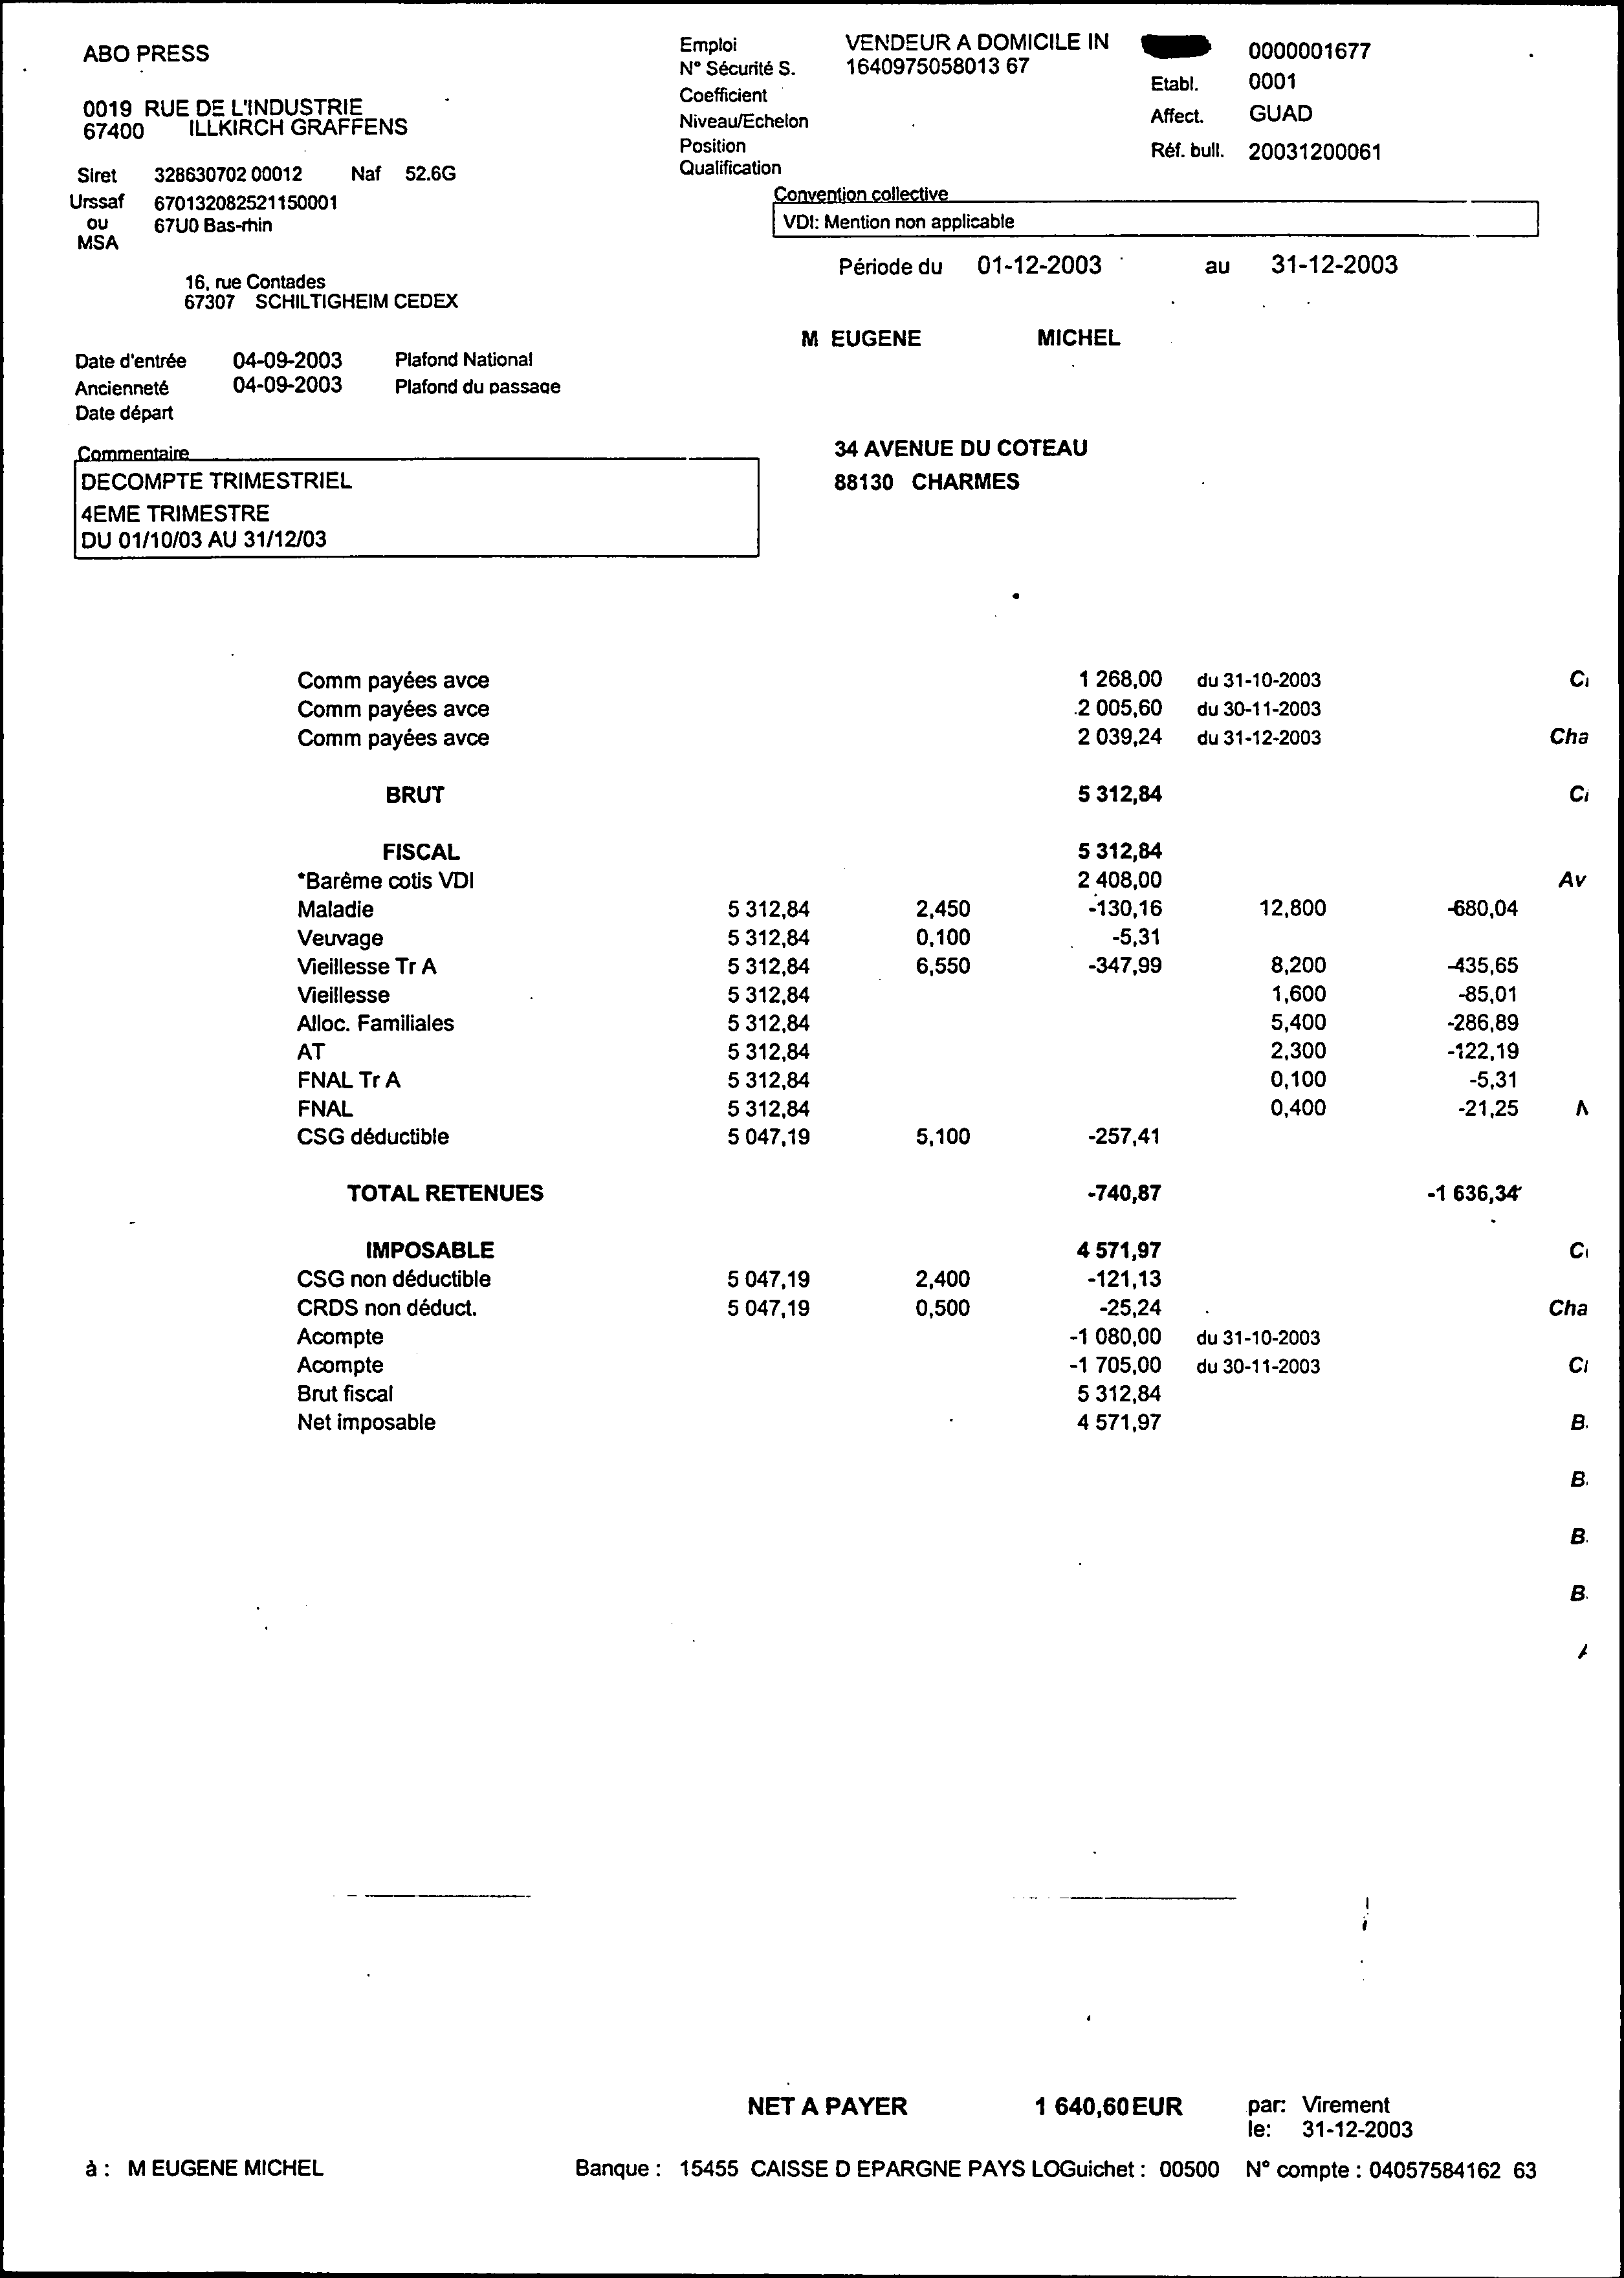 ABO PRESS
0019 RUE DE L'INDUSTRIE
67400 ILLKIRCH GRAFFENS
Siret 328630702 00012 Naf 52.6G
Urssaf 670132082521150001
ou 67U0 Bas-rhin
MSA
16, rue Contades
67307 SCHILTIGHEIM CEDEX
Date d'entrée 04-09-2003 Plafond National
Ancienneté 04-09-2003 Plafond du passage
Date départ
Commentaire
DECOMPTE TRIMESTRIEL
4EME TRIMESTRE
DU 01/10/03 AU 31/12/03
Emploi VENDEUR A DOMICILE IN 0000001677
N° Sécurité S. 1640975058013 67
Coefficient Etabl. 0001
Niveau/Echelon Affect. GUAD
Position Réf. bull. 20031200061
Qualification
Convention collective
VDI: Mention non applicable
Période du 01-12-2003 au 31-12-2003
M EUGENE MICHEL
34 AVENUE DU COTEAU
88130 CHARMES
Comm payées avce 1 268,00 du 31-10-2003
Comm payées avce 2 005,60 du 30-11-2003
Comm payées avce 2 039,24 du 31-12-2003 Cha
BRUT 5 312,84
FISCAL 5 312,84
*Barême cotis VDI 2 408,00 Av
Maladie 5 312,84 2,450 -130,16 12,800 -680,04
Veuvage 5 312,84 0,100 -5,31
Vieillesse Tr A 5 312,84 6,550 -347,99 8,200 -435,65
Vieillesse 5 312,84 1,600 -85,01
Alloc. Familiales 5 312,84 5,400 -286,89
AT 5 312,84 2,300 -122,19
FNAL Tr A 5 312,84 0,100 -5,31
FNAL 5 312,84 0,400 -21,25
CSG déductible 5 047,19 5,100 -257,41
TOTAL RETENUES -740,87 -1 636,34
IMPOSABLE 4 571,97
CSG non déductible 5 047,19 2,400 -121,13
CRDS non déduct. 5 047,19 0,500 -25,24 Cha
Acompte -1 080,00 du 31-10-2003
Acompte -1 705,00 du 30-11-2003
Brut fiscal 5 312,84
Net imposable 4 571,97 B.
B.
B.
B.
NET A PAYER 1 640,60EUR par: Virement
le: 31-12-2003
à : M EUGENE MICHEL Banque : 15455 CAISSE D EPARGNE PAYS LOGuichet : 00500 N° compte : 04057584162 63